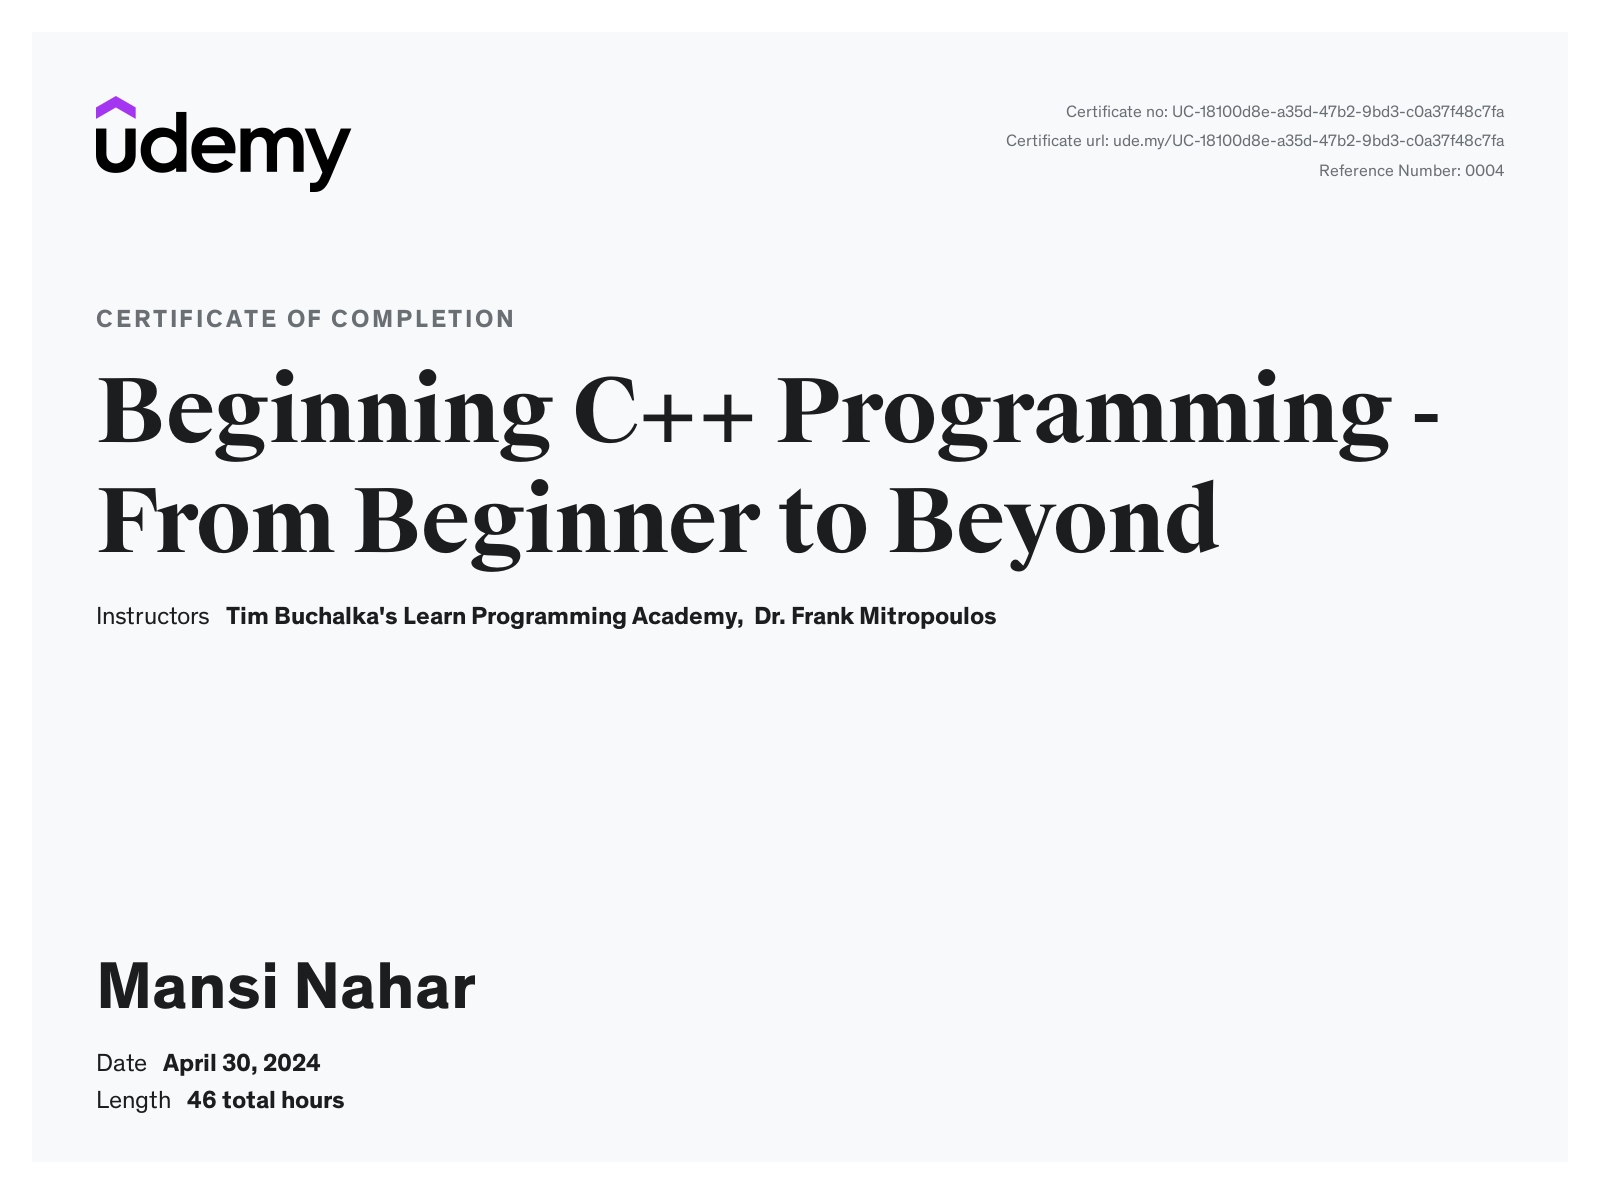 udemy
Certificate no: UC-18100d8e-a35d-47b2-9bd3-c0a37f48c7fa
Certificate url: ude.my/UC-18100d8e-a35d-47b2-9bd3-c0a37f48c7fa
Reference Number: 0004
CERTIFICATE OF COMPLETION
Beginning C++ Programming -
From Beginner to Beyond
Instructors Tim Buchalka's Learn Programming Academy, Dr. Frank Mitropoulos
Mansi Nahar
Date April 30, 2024
Length 46 total hours